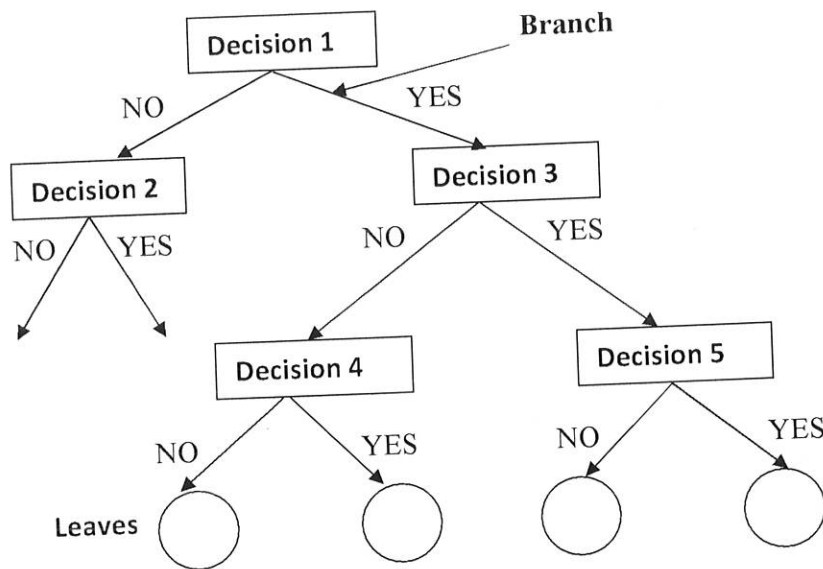 Branch
Decision 1
NO
YES
Decision 2
Decision 3
NO
YES
NO
YES
Decision 4
Decision 5
NO
YES
NO
YES
Leaves